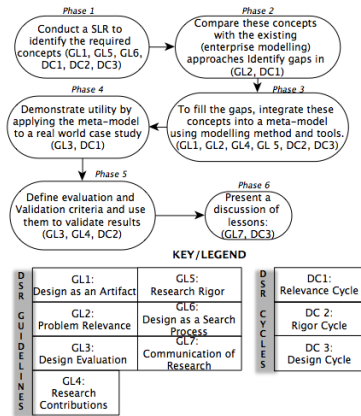 Phase 1
Conduct a SLR to
identify the required
concepts (GL1, GL5, GL6,
DC1, DC2, DC3)
Phase 2
Compare these concepts
with the existing
(enterprise modelling)
approaches Identify gaps in
(GL2, DC1)
Phase 4
Demonstrate utility by
applying the meta-model
to a real world case study
(GL3, DC1)
Phase 3
To fill the gaps, integrate these
concepts into a meta-model
using modelling method and tools.
(GL1, GL2, GL4, GL 5, DC2, DC3)
Phase 5
Define evaluation and
Validation criteria and use
them to validate results
(GL3, GL4, DC2)
Phase 6
Present a
discussion of
lessons:
(GL7, DC3)
KEY/LEGEND
DSR GUIDELINES
GL1:
Design as an Artifact
GL5:
Research Rigor
GL2:
Problem Relevance
GL6:
Design as a Search
Process
GL3:
Design Evaluation
GL7:
Communication of
Research
GL4:
Research
Contributions
DSR CYCLES
DC1:
Relevance Cycle
DC 2:
Rigor Cycle
DC 3:
Design Cycle